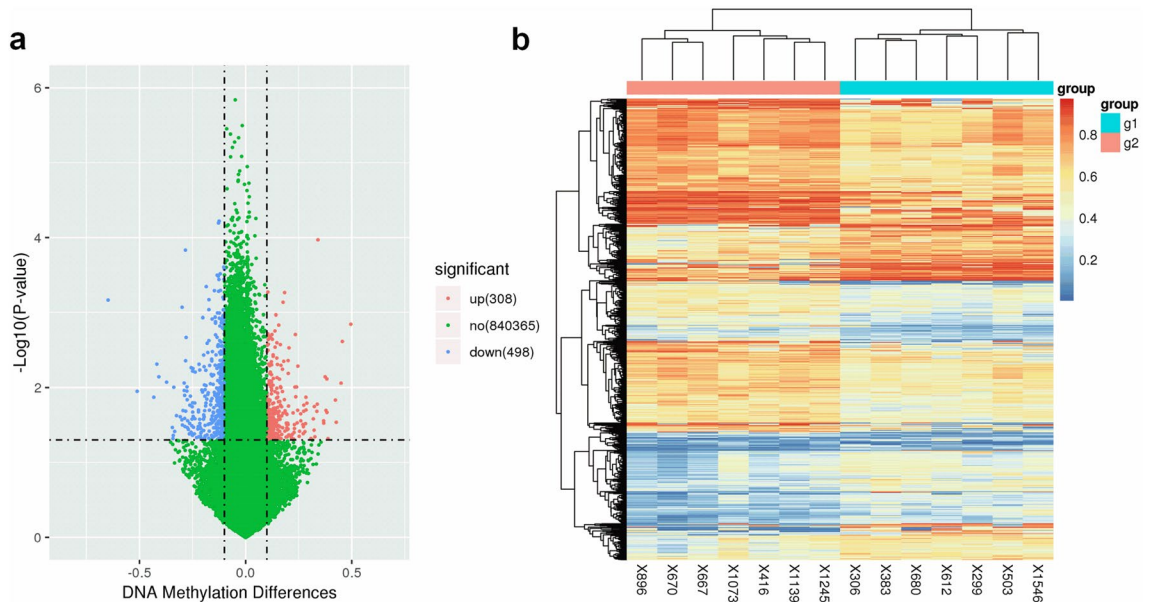 a
b
6
4
2
0
-Log10(P-value)
-0.5
0.0
0.5
DNA Methylation Differences
significant
up(308)
no(840365)
down(498)
group
0.8
0.6
0.4
0.2
group
g1
g2
X896
X670
X667
X1073
X416
X1139
X1245
X306
X383
X680
X612
X299
X503
X1546